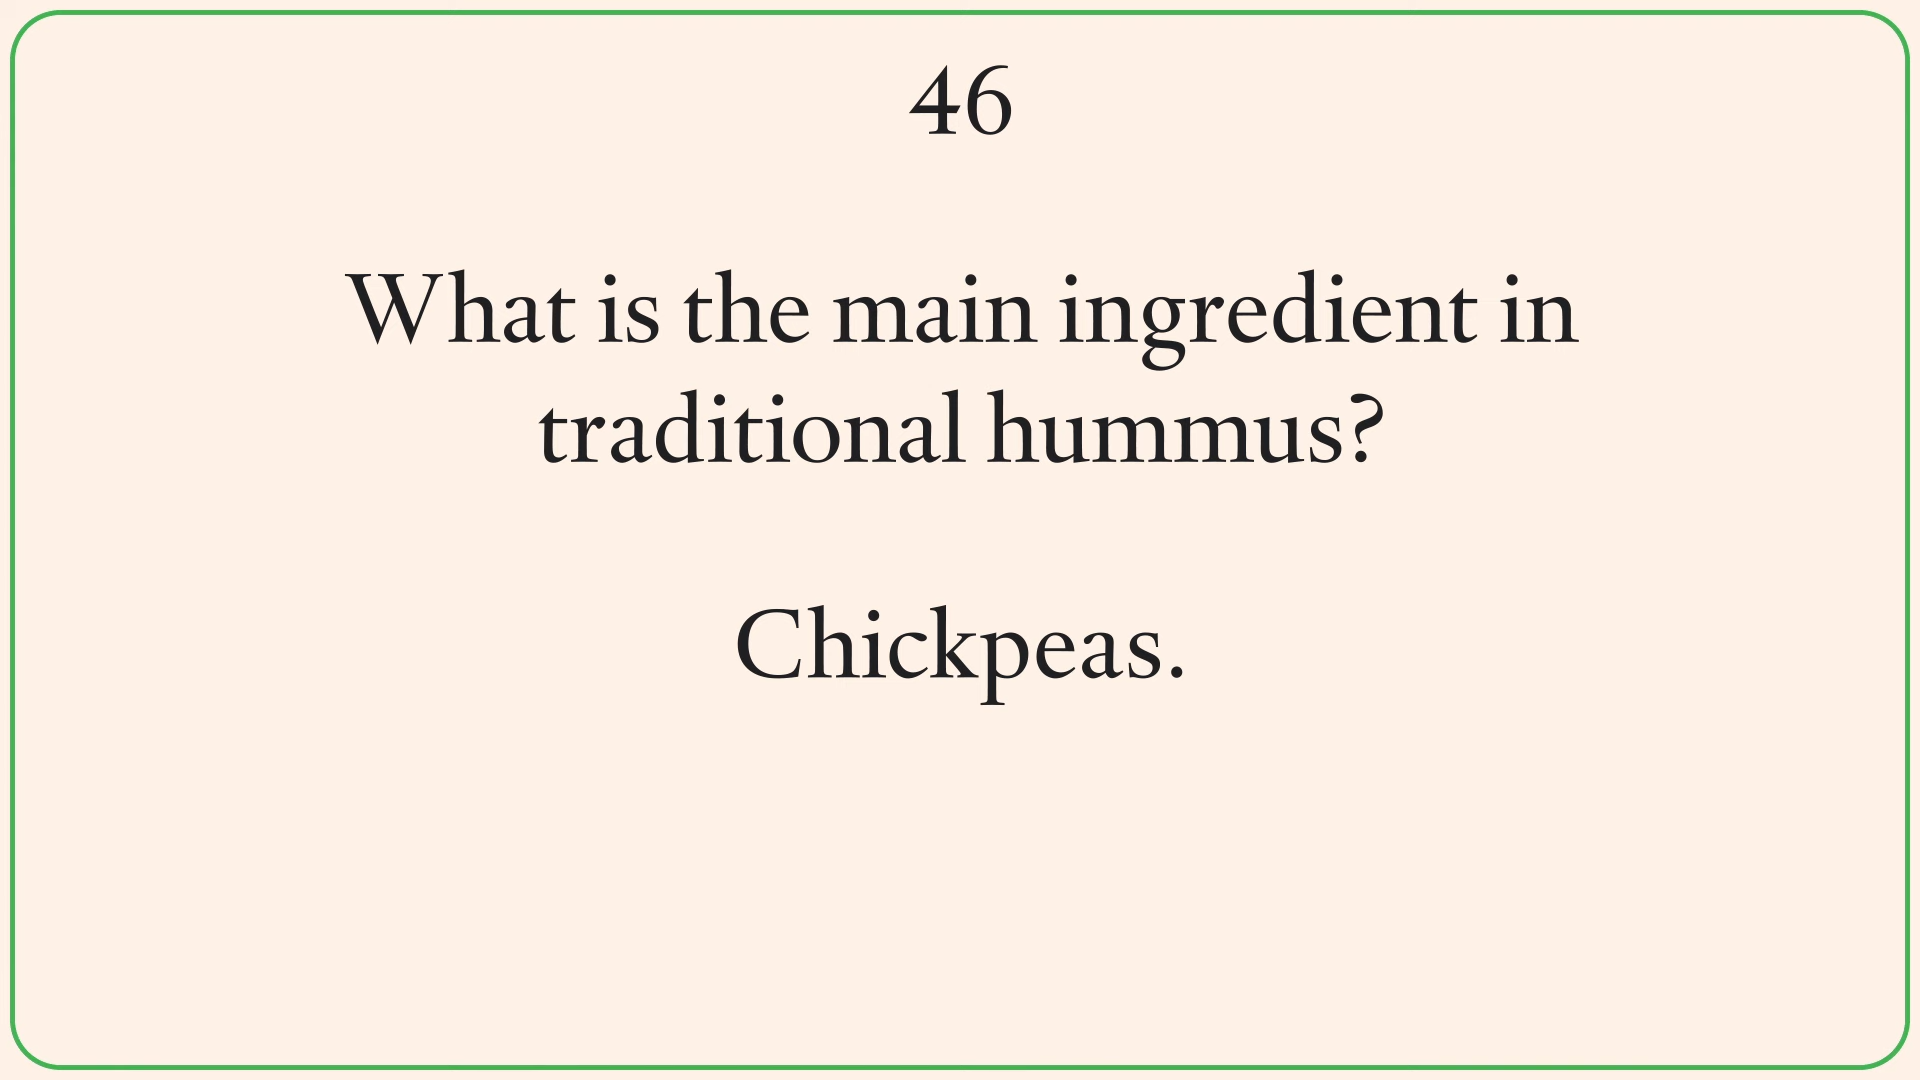 46
What is the main ingredient in
traditional hummus?
Chickpeas.